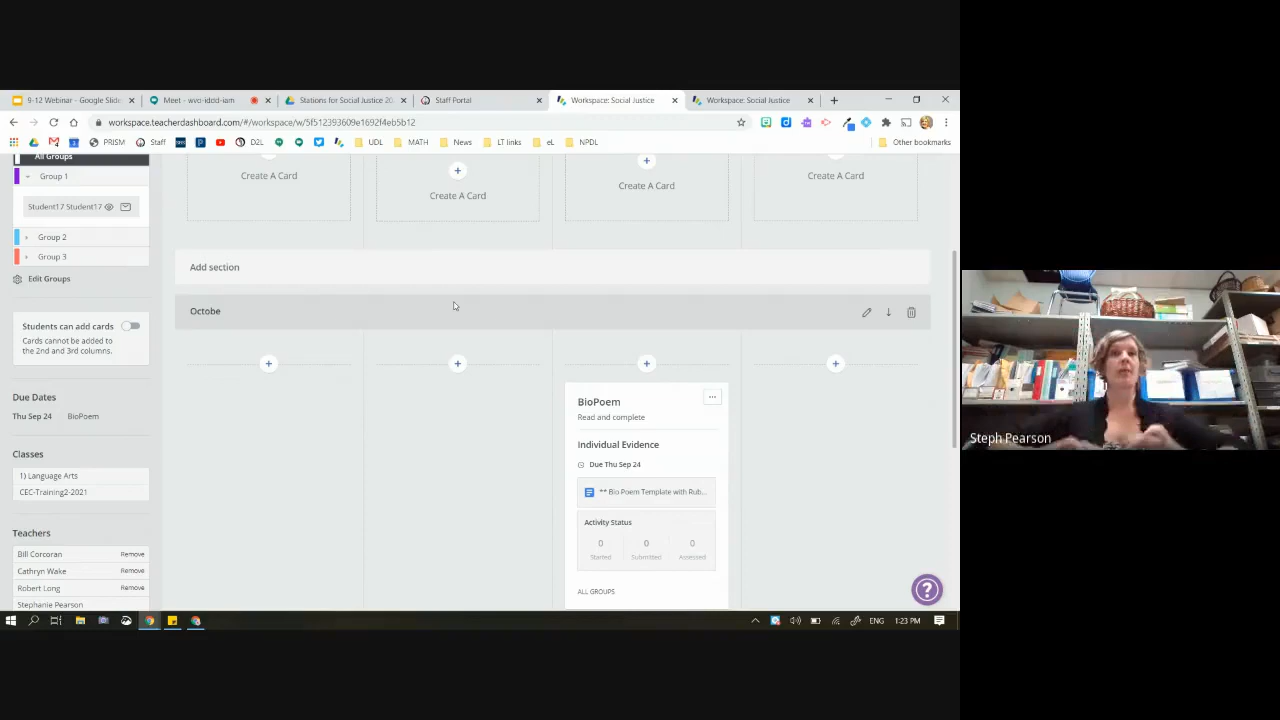 9-12 Webinar - Google Slide
Meet - wvo-iddd-iam
Stations for Social Justice 20
Staff Portal
Workspace: Social Justice
Workspace: Social Justice
workspace.teacherdashboard.com/#/workspace/w/5f512393609e1692f4eb5b12
PRISM
Staff
D2L
UDL
MATH
News
LT links
eL
NPDL
Other bookmarks
All Groups
Group 1
Student17 Student17
Group 2
Group 3
Edit Groups
Students can add cards
Cards cannot be added to
the 2nd and 3rd columns.
Due Dates
Thu Sep 24 BioPoem
Classes
1) Language Arts
CEC-Training2-2021
Teachers
Bill Corcoran Remove
Cathryn Wake Remove
Robert Long Remove
Stephanie Pearson
Create A Card
Create A Card
Create A Card
Create A Card
Add section
Octobe
BioPoem
Read and complete
Individual Evidence
Due Thu Sep 24
** Bio Poem Template with Rub...
Activity Status
0 0 0
Started Submitted Assessed
ALL GROUPS
?
ENG 1:23 PM
Steph Pearson